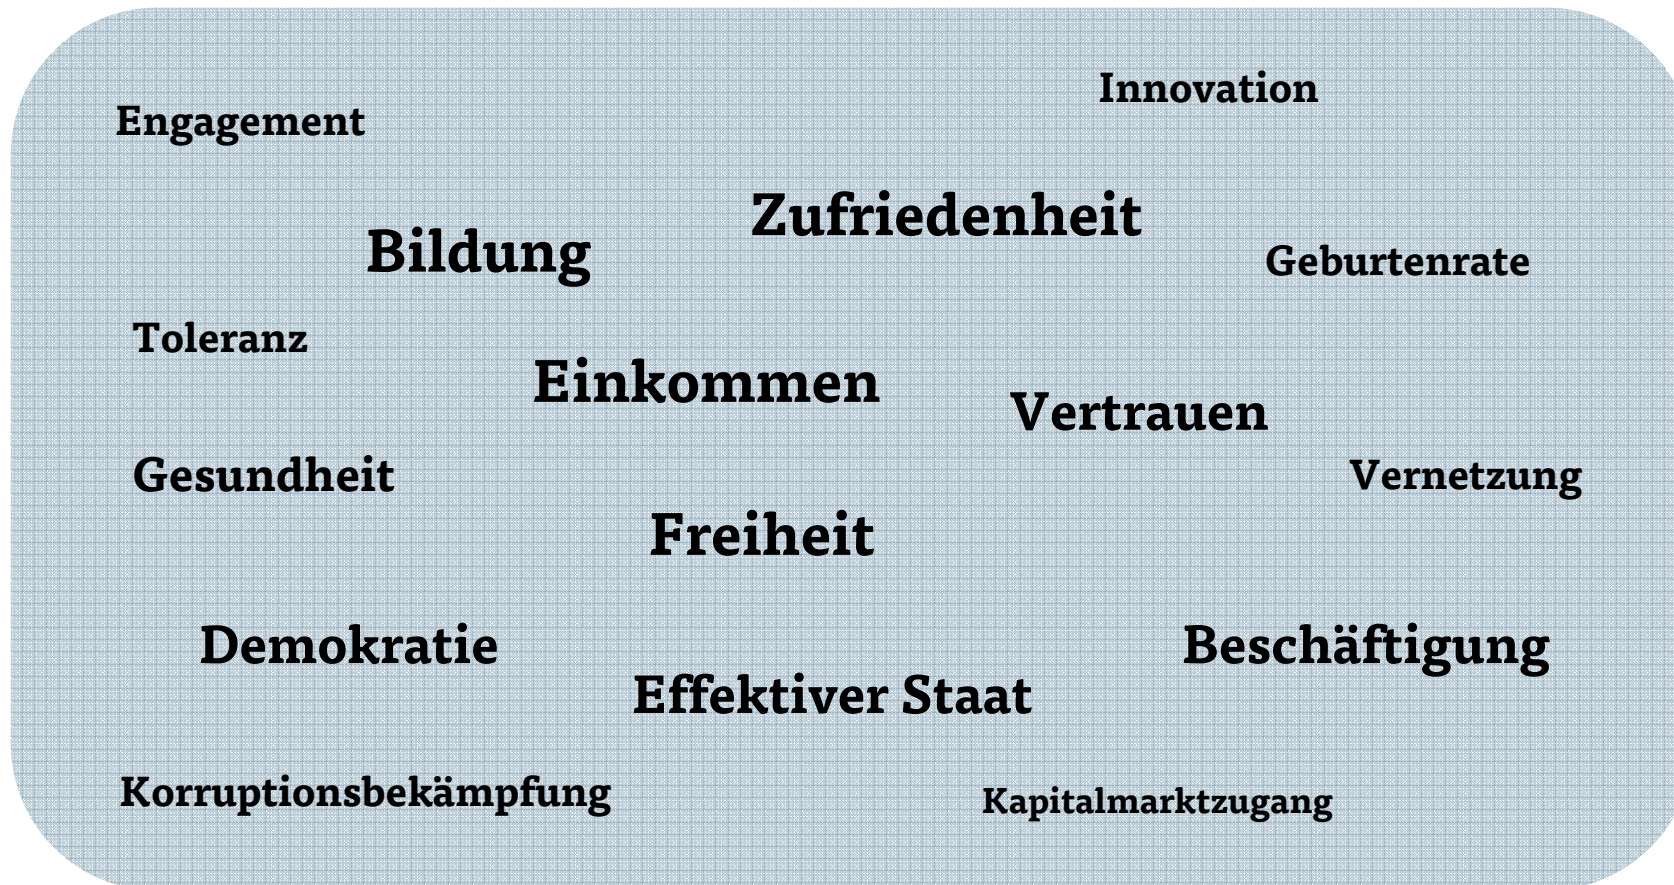 Innovation
Engagement
Zufriedenheit
Bildung
Geburtenrate
Toleranz
Einkommen
Vertrauen
Gesundheit
Vernetzung
Freiheit
Demokratie
Beschäftigung
Effektiver Staat
Korruptionsbekämpfung
Kapitalmarktzugang